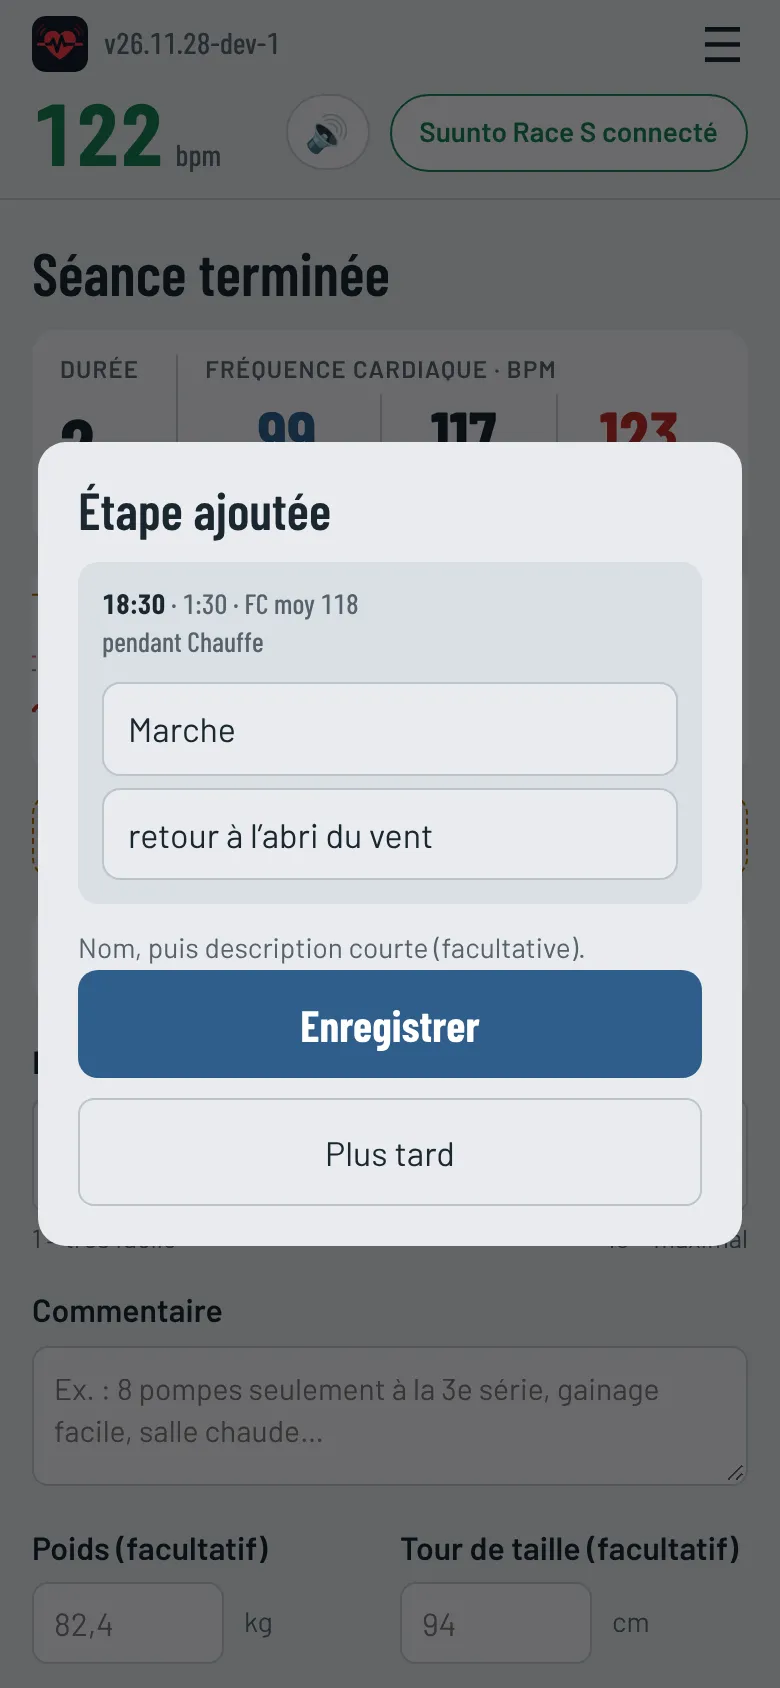 v26.11.28-dev-1
122 bpm
Suunto Race S connecté
Séance terminée
DURÉE
FRÉQUENCE CARDIAQUE · BPM
99
117
123
Étape ajoutée
18:30 · 1:30 · FC moy 118
pendant Chauffe
Marche
retour à l’abri du vent
Nom, puis description courte (facultative).
Enregistrer
Plus tard
Commentaire
Ex. : 8 pompes seulement à la 3e série, gainage
facile, salle chaude...
Poids (facultatif)
Tour de taille (facultatif)
82,4 kg
94 cm